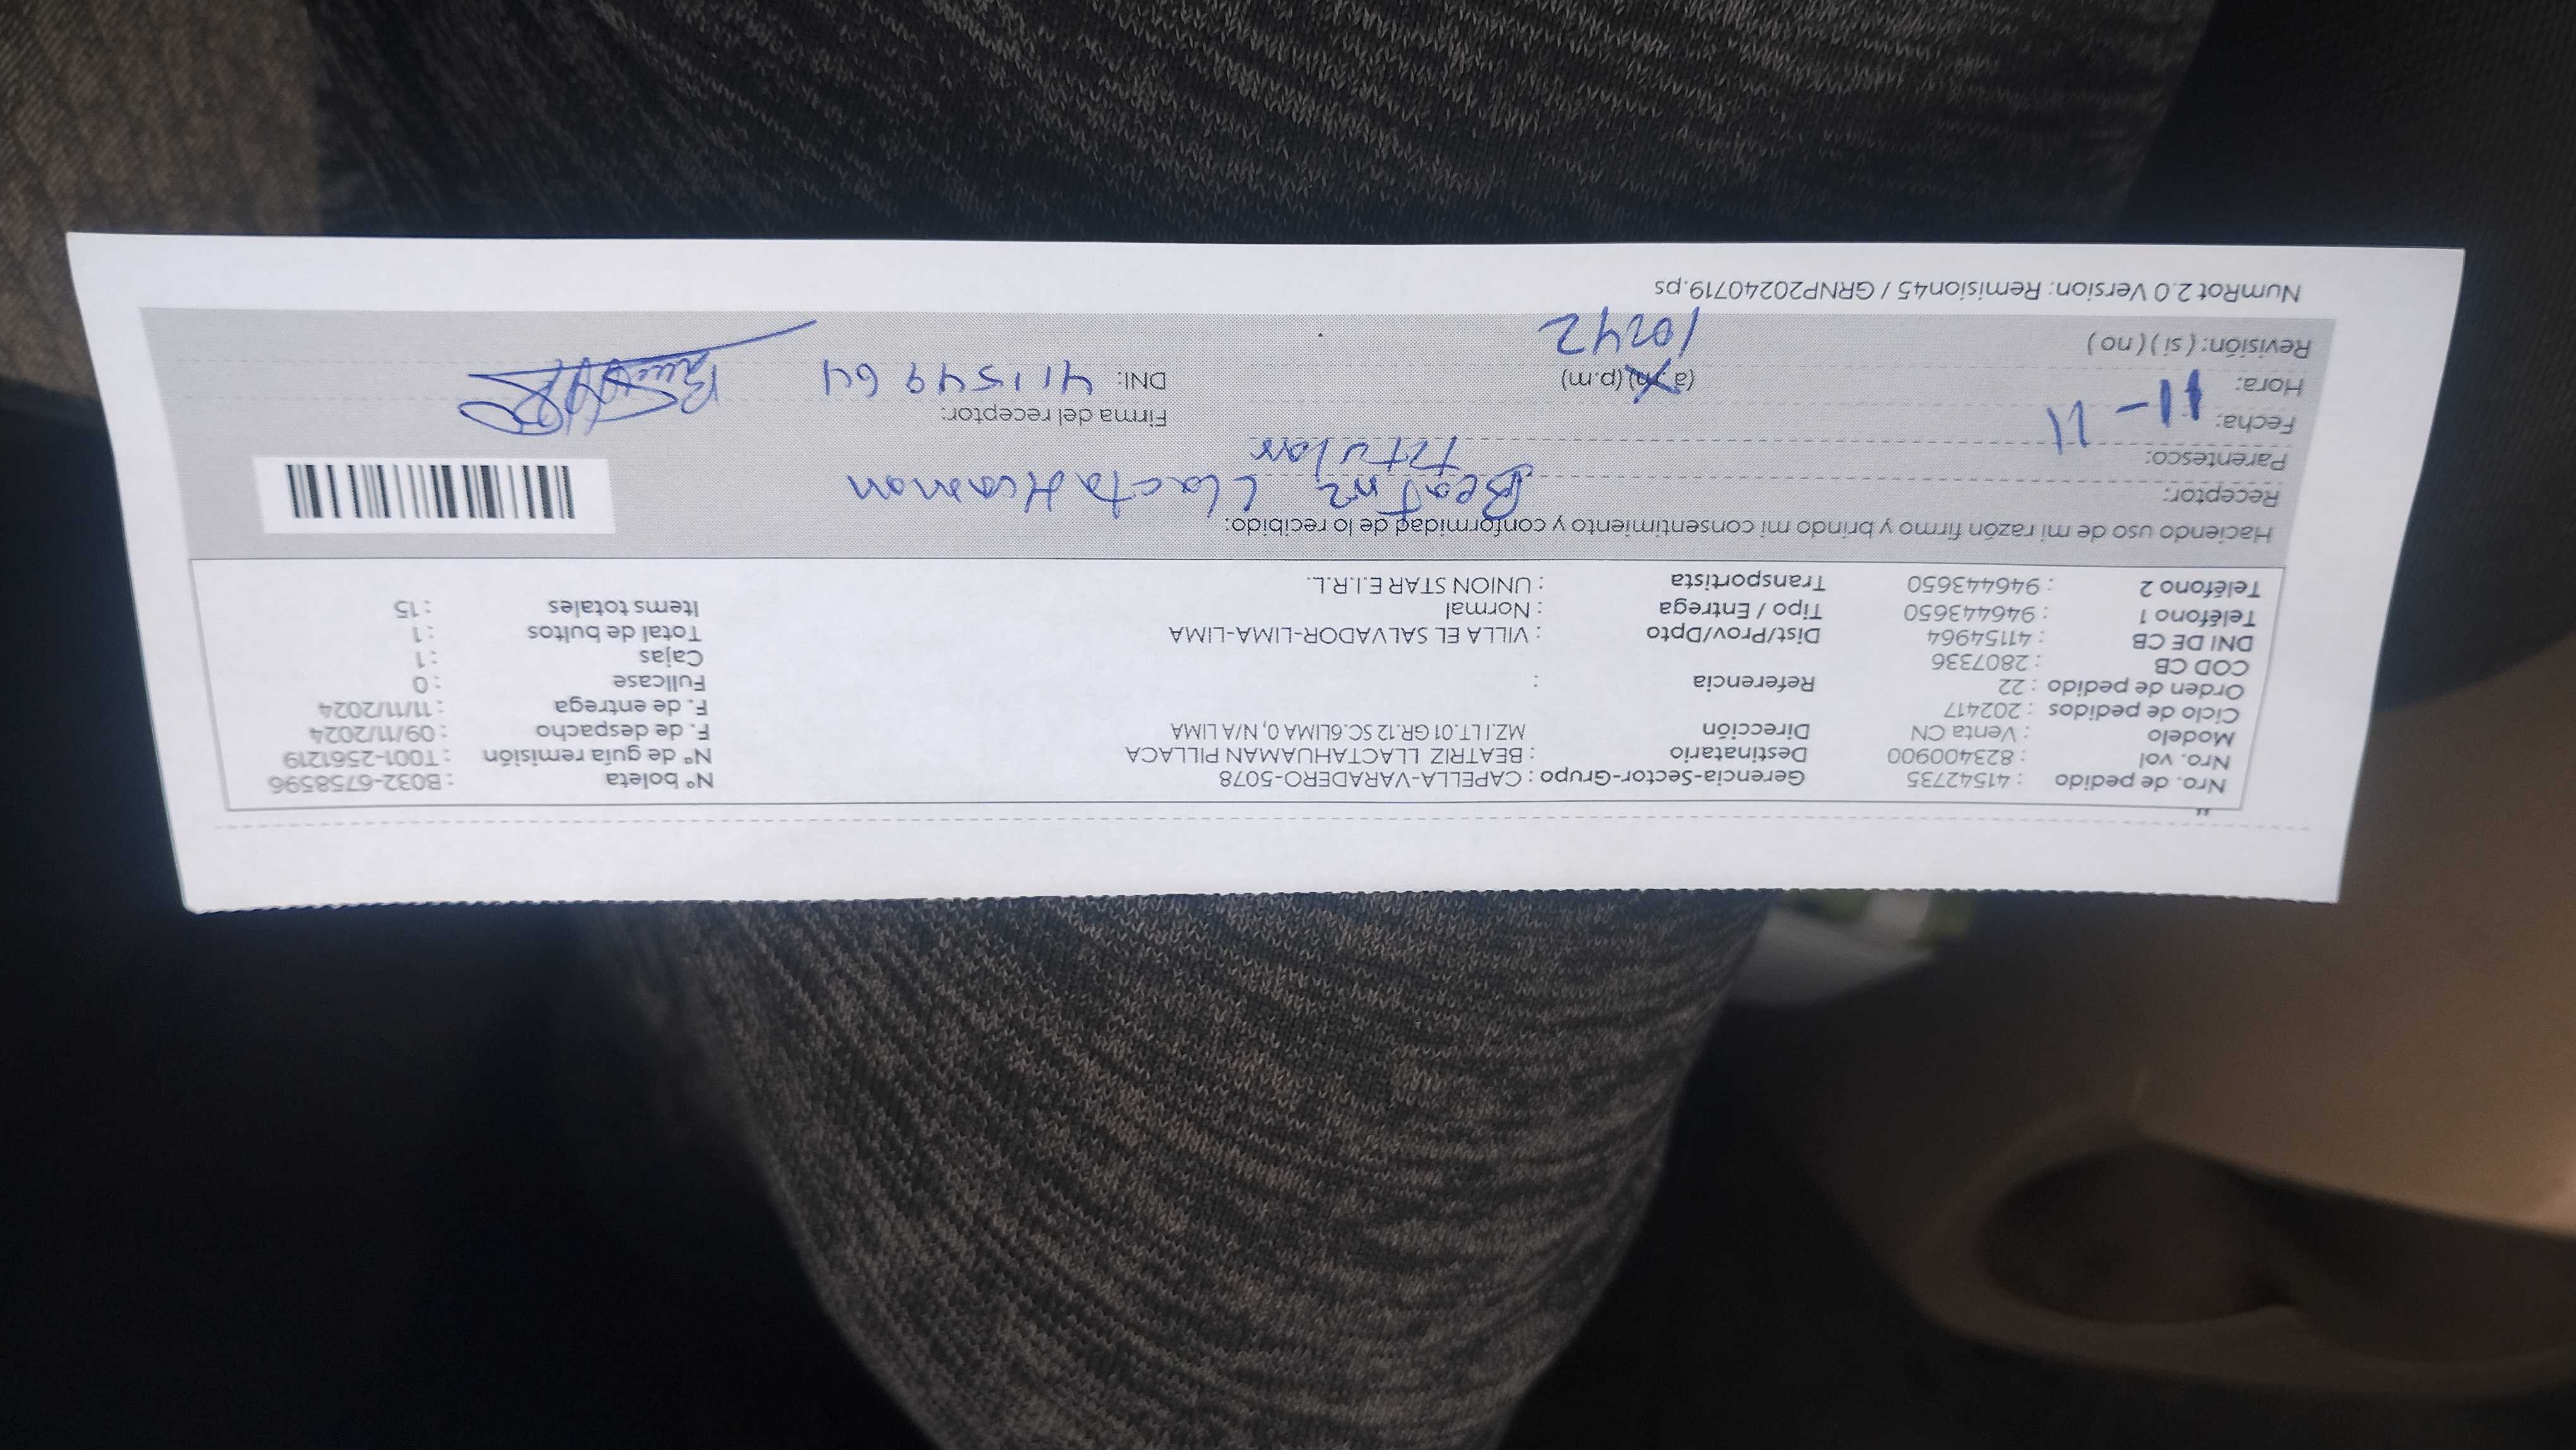 Nro. de pedido : 41542735 Gerencia-Sector-Grupo : CAPELLA-VARADERO-5078 N° boleta : B032-6758596
Nro. vol : 823400900 Destinatario : BEATRIZ LLACTAHUAMAN PILLACA N° de guía remisión : T001-2561219
Modelo : Venta CN Dirección MZ.I LT.01 GR.12 SC.6LIMA 0, N/A LIMA F. de despacho : 09/11/2024
Ciclo de pedidos : 202417 F. de entrega : 11/11/2024
Orden de pedido : 22 Referencia : Fullcase : 0
COD CB : 2807336 Cajas : 1
DNI DE CB : 41154964 Dist/Prov/Dpto : VILLA EL SALVADOR-LIMA-LIMA Total de bultos : 1
Teléfono 1 : 946443650 Tipo / Entrega : Normal Items totales : 15
Teléfono 2 : 946443650 Transportista : UNION STAR E.I.R.L.
Haciendo uso de mi razón firmo y brindo mi consentimiento y conformidad de lo recibido:
Receptor: Beatriz Llactahuaman
Parentesco: titular
Fecha: 11-11 Firma del receptor:
Hora: (a.m) (p.m) DNI: 41154964
Revisión: ( si ) ( no ) 10242
NumRot 2.0 Version: Remision45 / GRNP20240719.ps